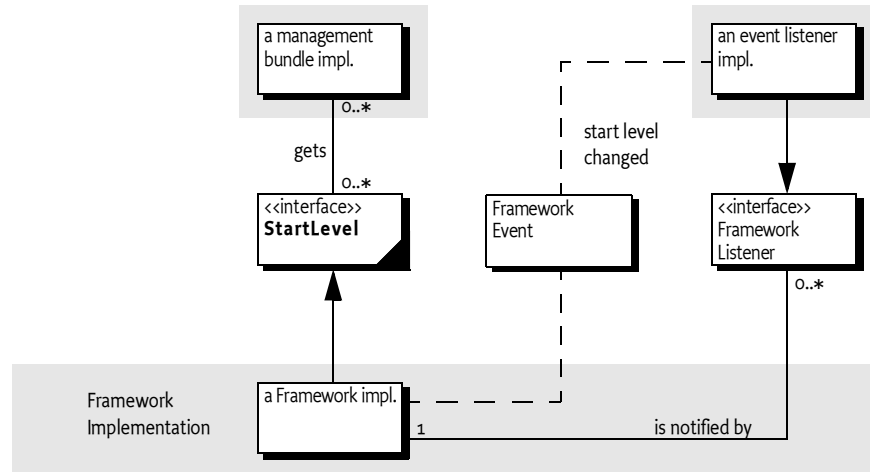 a management
bundle impl.
an event listener
impl.
0..*
start level
changed
gets
0..*
<<interface>>
StartLevel
Framework
Event
<<interface>>
Framework
Listener
0..*
a Framework impl.
Framework
Implementation
1
is notified by